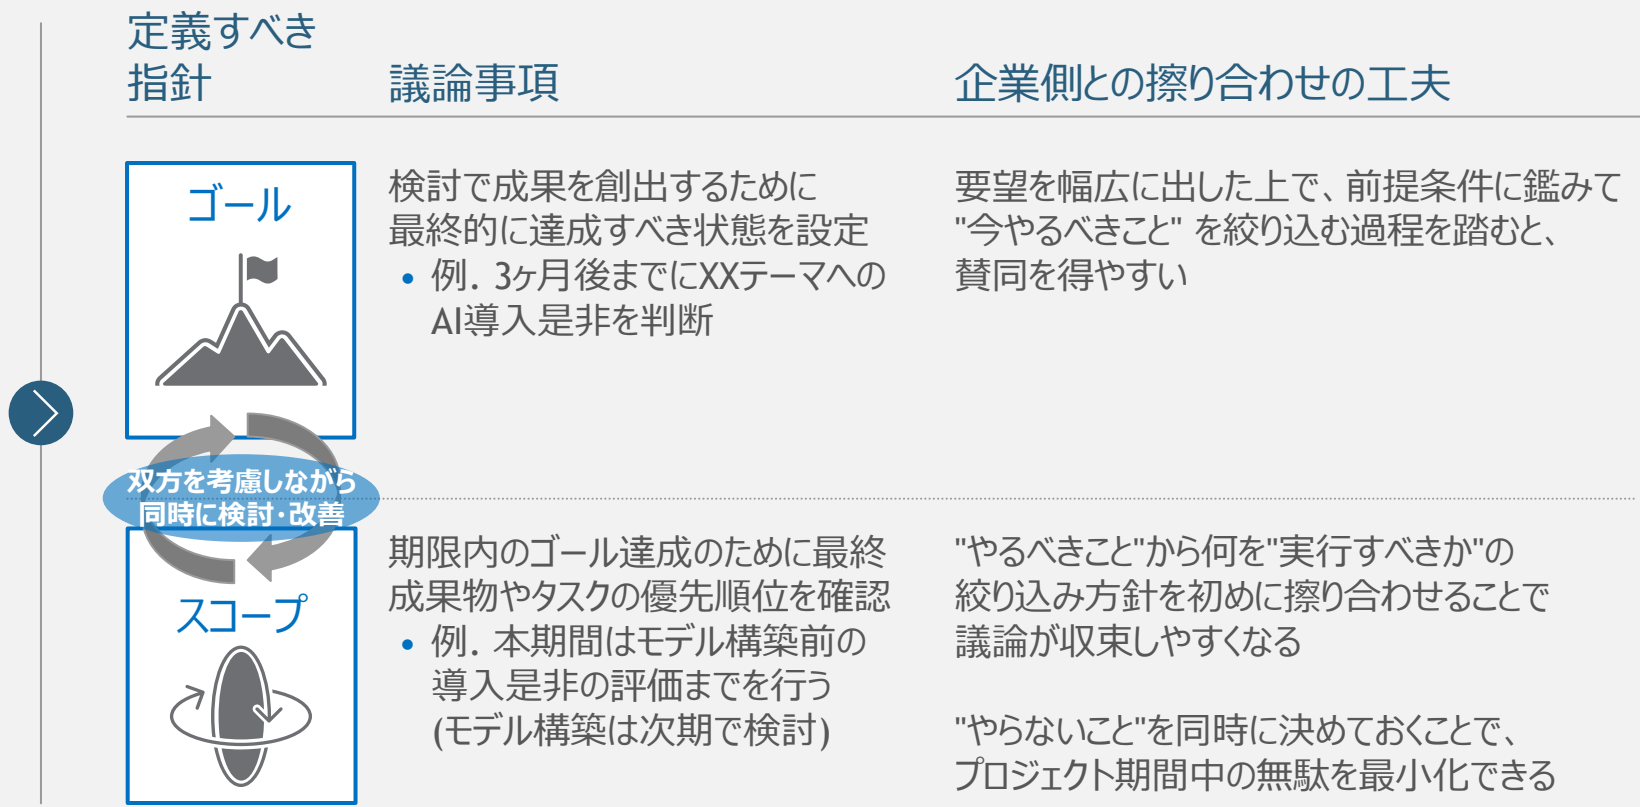 定義すべき
指針
議論事項
企業側との擦り合わせの工夫
ゴール
検討で成果を創出するために
最終的に達成すべき状態を設定
• 例. 3ヶ月後までにXXテーマへの
AI導入是非を判断
要望を幅広に出した上で、前提条件に鑑みて
"今やるべきこと" を絞り込む過程を踏むと、
賛同を得やすい
双方を考慮しながら
同時に検討・改善
スコープ
期限内のゴール達成のために最終
成果物やタスクの優先順位を確認
• 例. 本期間はモデル構築前の
導入是非の評価までを行う
(モデル構築は次期で検討)
"やるべきこと"から何を"実行すべきか"の
絞り込み方針を初めに擦り合わせることで
議論が収束しやすくなる
"やらないこと"を同時に決めておくことで、
プロジェクト期間中の無駄を最小化できる